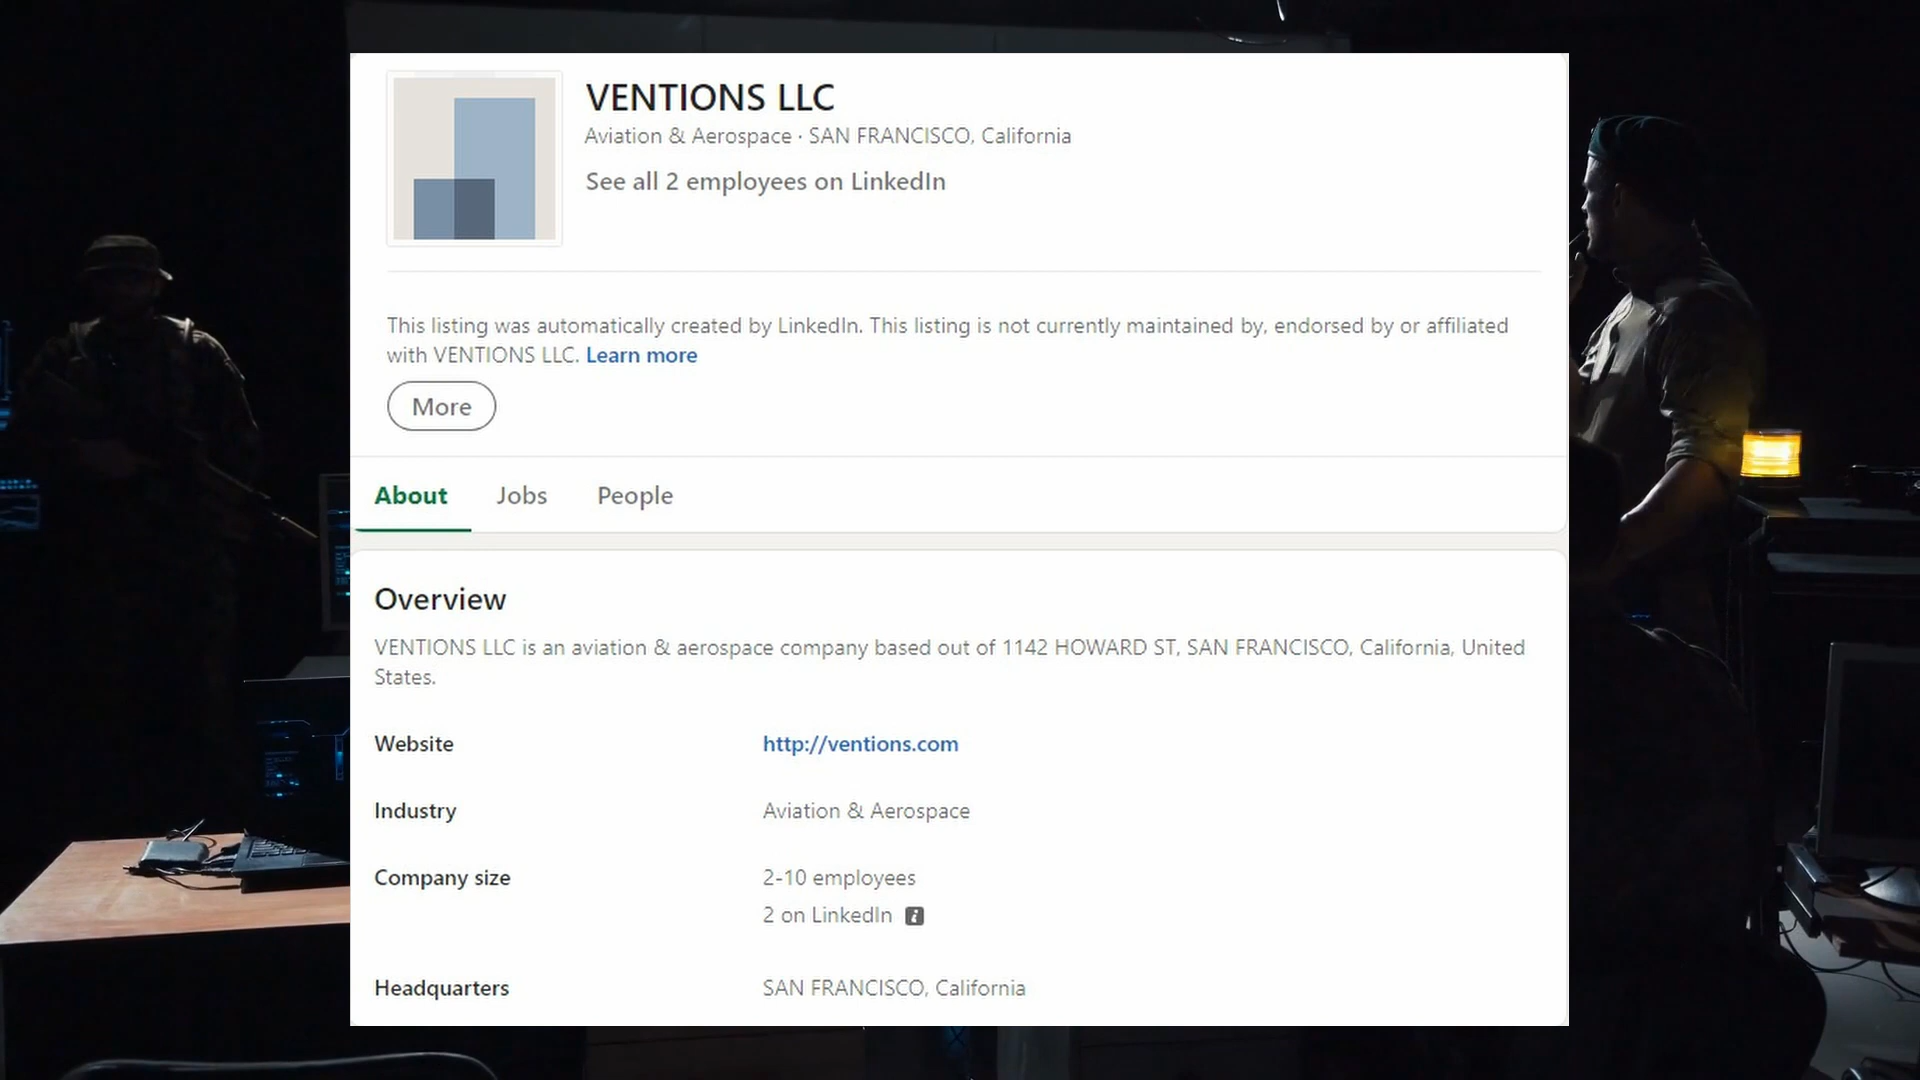 VENTIONS LLC
Aviation & Aerospace · SAN FRANCISCO, California
See all 2 employees on LinkedIn
This listing was automatically created by LinkedIn. This listing is not currently maintained by, endorsed by or affiliated
with VENTIONS LLC. Learn more
More
About Jobs People
Overview
VENTIONS LLC is an aviation & aerospace company based out of 1142 HOWARD ST, SAN FRANCISCO, California, United
States.
Website http://ventions.com
Industry Aviation & Aerospace
Company size 2-10 employees
2 on LinkedIn
Headquarters SAN FRANCISCO, California